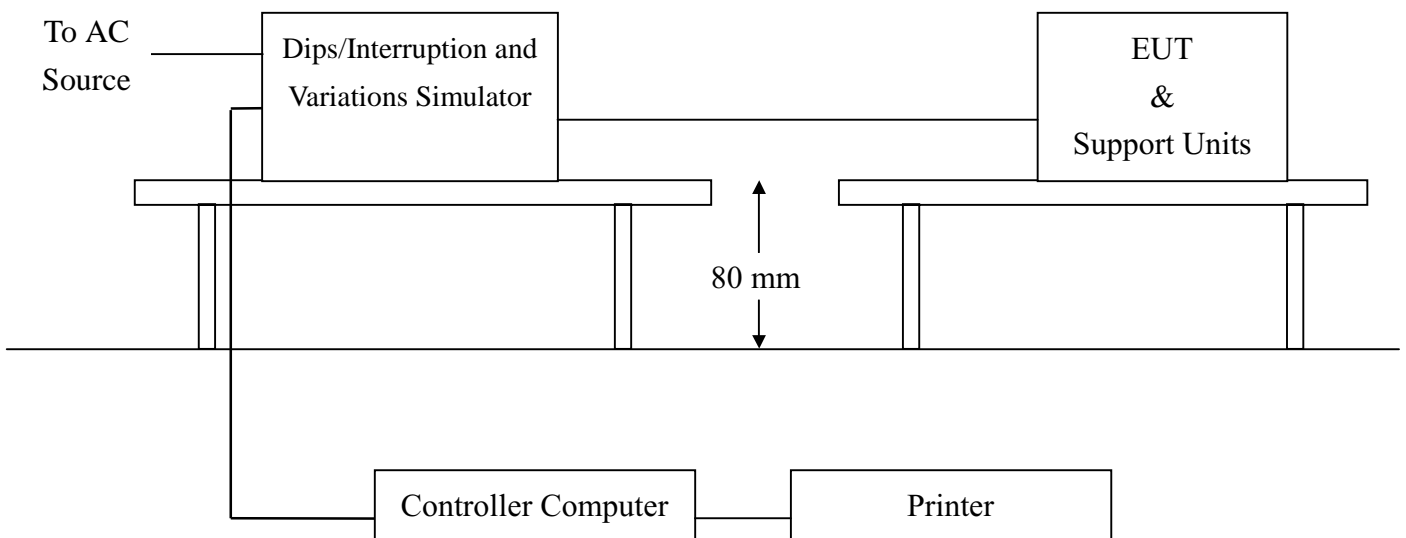 To AC
Source
Dips/Interruption and
Variations Simulator
EUT
&
Support Units
80 mm
Controller Computer
Printer